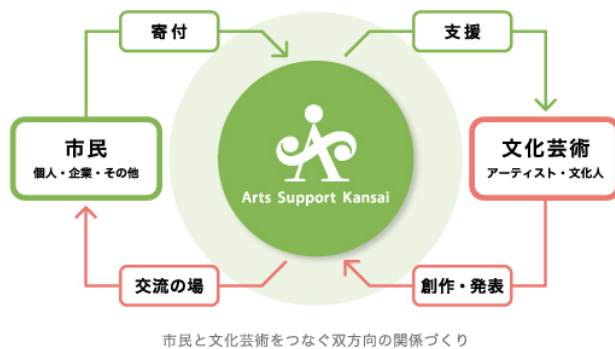 寄付
支援
市民
個人・企業・その他
Arts Support Kansai
文化芸術
アーティスト・文化人
交流の場
創作・発表
市民と文化芸術をつなぐ双方向の関係づくり